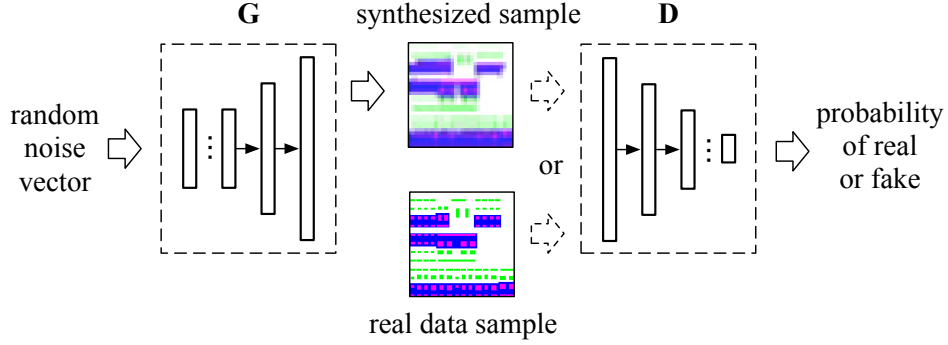 G
synthesized sample
D
random
noise
vector
or
probability
of real
or fake
real data sample